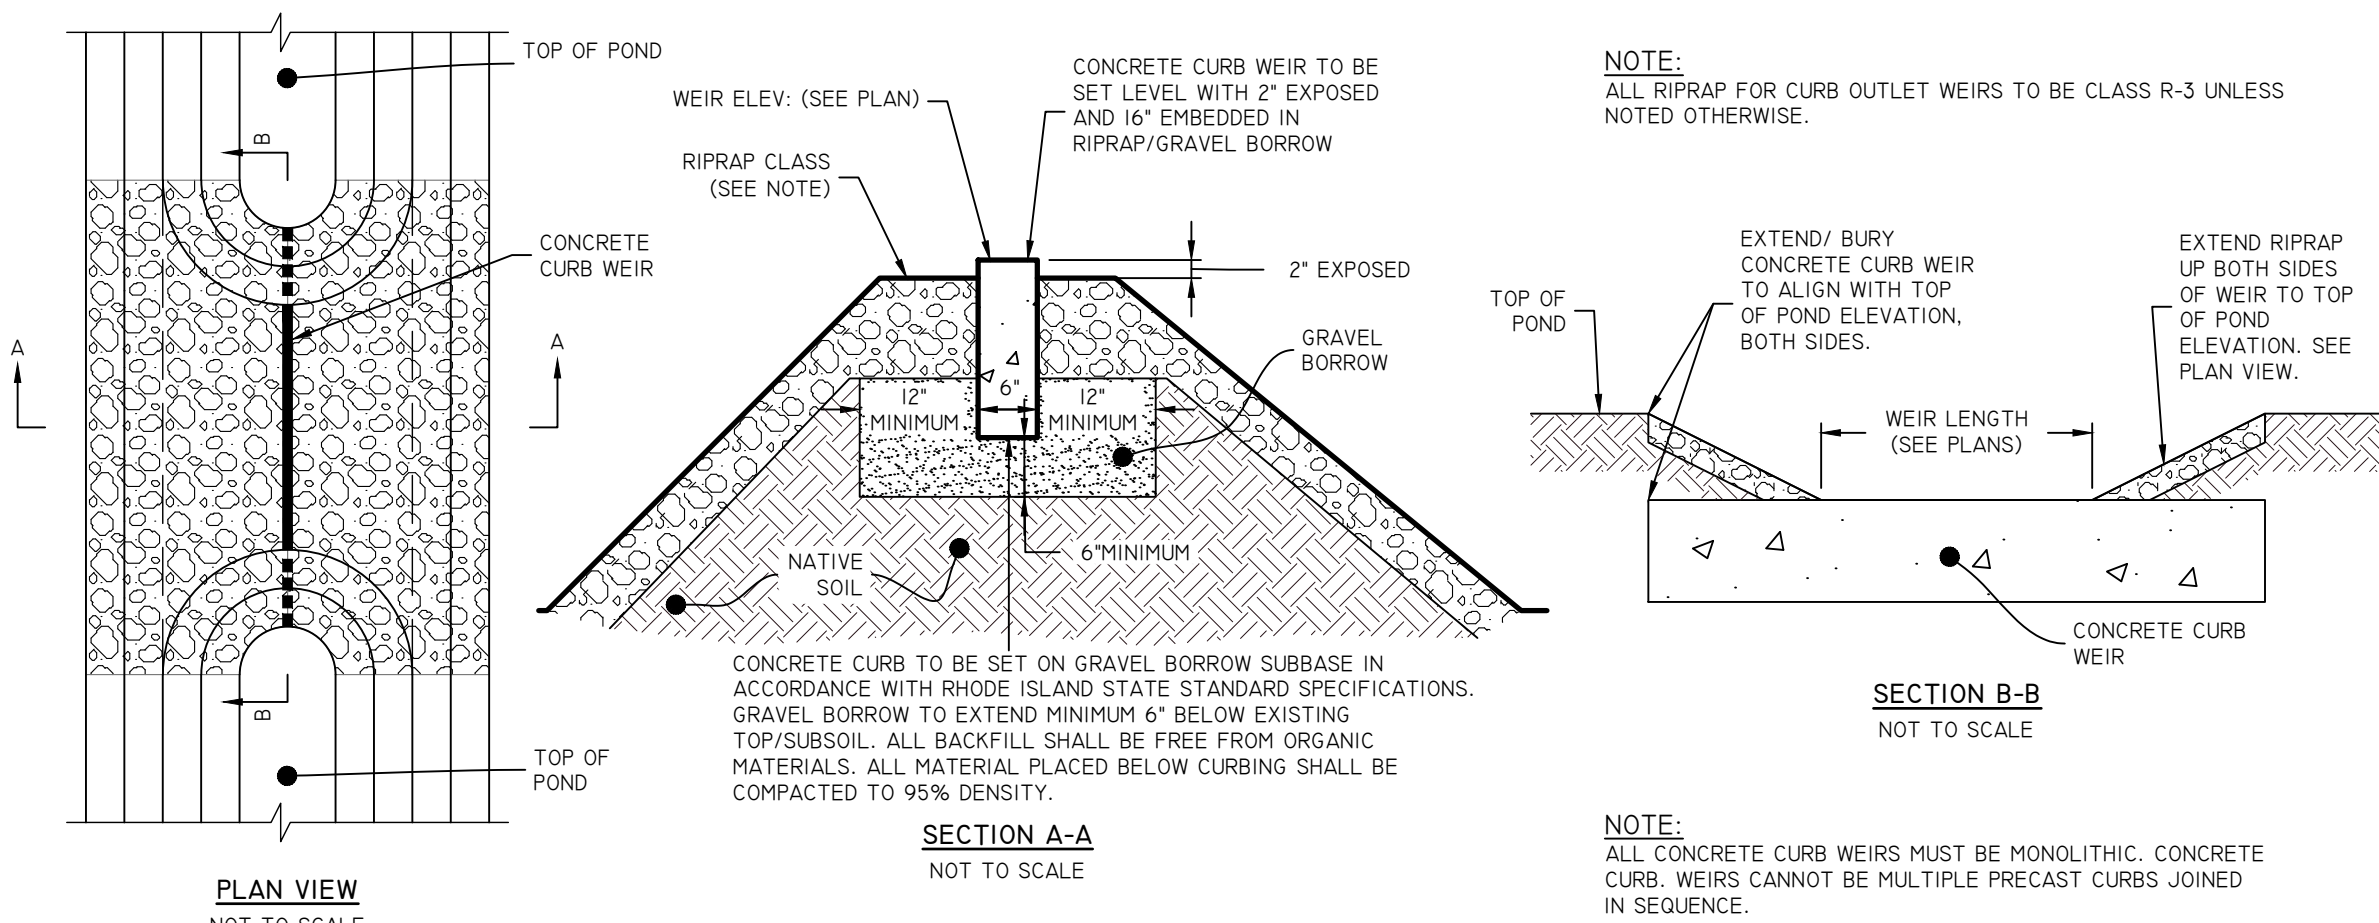 TOP OF POND
B
CONCRETE
CURB WEIR
A
A
B
TOP OF
POND
PLAN VIEW
NOT TO SCALE
WEIR ELEV: (SEE PLAN)
CONCRETE CURB WEIR TO BE
SET LEVEL WITH 2" EXPOSED
AND 16" EMBEDDED IN
RIPRAP/GRAVEL BORROW
RIPRAP CLASS
(SEE NOTE)
2" EXPOSED
GRAVEL
BORROW
12"
MINIMUM
6"
12"
MINIMUM
NATIVE
SOIL
6"MINIMUM
CONCRETE CURB TO BE SET ON GRAVEL BORROW SUBBASE IN
ACCORDANCE WITH RHODE ISLAND STATE STANDARD SPECIFICATIONS.
GRAVEL BORROW TO EXTEND MINIMUM 6" BELOW EXISTING
TOP/SUBSOIL. ALL BACKFILL SHALL BE FREE FROM ORGANIC
MATERIALS. ALL MATERIAL PLACED BELOW CURBING SHALL BE
COMPACTED TO 95% DENSITY.
SECTION A-A
NOT TO SCALE
NOTE:
ALL RIPRAP FOR CURB OUTLET WEIRS TO BE CLASS R-3 UNLESS
NOTED OTHERWISE.
TOP OF
POND
EXTEND/ BURY
CONCRETE CURB WEIR
TO ALIGN WITH TOP
OF POND ELEVATION,
BOTH SIDES.
EXTEND RIPRAP
UP BOTH SIDES
OF WEIR TO TOP
OF POND
ELEVATION. SEE
PLAN VIEW.
WEIR LENGTH
(SEE PLANS)
CONCRETE CURB
WEIR
SECTION B-B
NOT TO SCALE
NOTE:
ALL CONCRETE CURB WEIRS MUST BE MONOLITHIC. CONCRETE
CURB. WEIRS CANNOT BE MULTIPLE PRECAST CURBS JOINED
IN SEQUENCE.